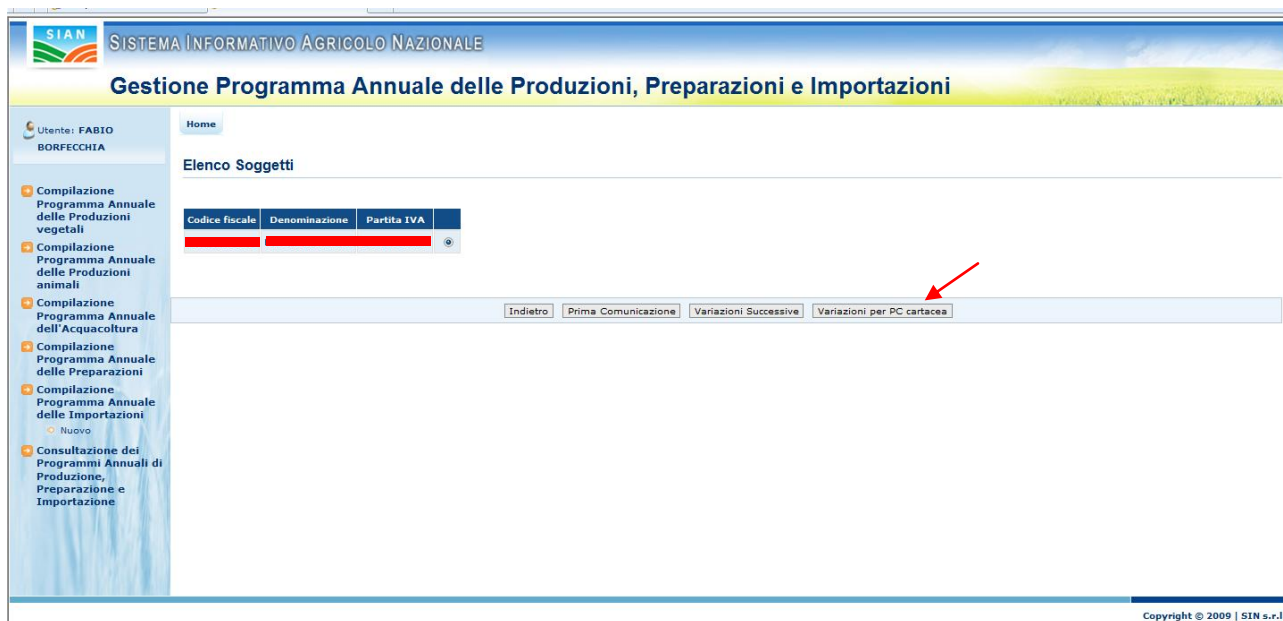 SIAN
SISTEMA INFORMATIVO AGRICOLO NAZIONALE
Gestione Programma Annuale delle Produzioni, Preparazioni e Importazioni
Utente: FABIO
BORFECCHIA
Compilazione
Programma Annuale
delle Produzioni
vegetali
Compilazione
Programma Annuale
delle Produzioni
animali
Compilazione
Programma Annuale
dell'Acquacoltura
Compilazione
Programma Annuale
delle Preparazioni
Compilazione
Programma Annuale
delle Importazioni
Nuovo
Consultazione dei
Programmi Annuali di
Produzione,
Preparazione e
Importazione
Home
Elenco Soggetti
Codice fiscale Denominazione Partita IVA
Indietro Prima Comunicazione Variazioni Successive Variazioni per PC cartacea
Copyright © 2009 | SIN s.r.l